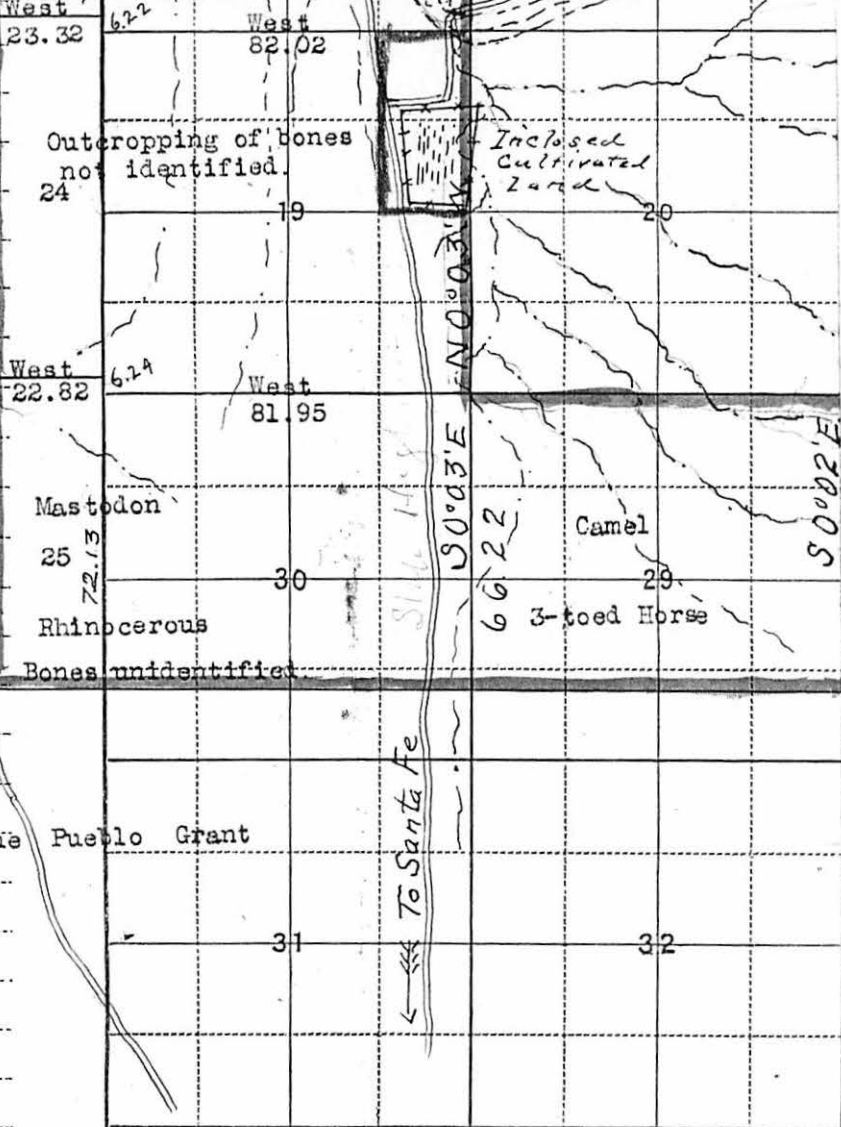 West
23.32
6.22
West
82.02
Outcropping of bones
not identified.
24
Inclosed
Cultivated
Land
19
20
N0°03'W
West
22.82
6.24
West
81.95
S0°03'E
S0°02'E
Mastodon
25
72.13
30
66.22
Camel
29
3-toed Horse
Rhinocerous
Bones unidentified.
To Santa Fe
Pueblo Grant
31
32